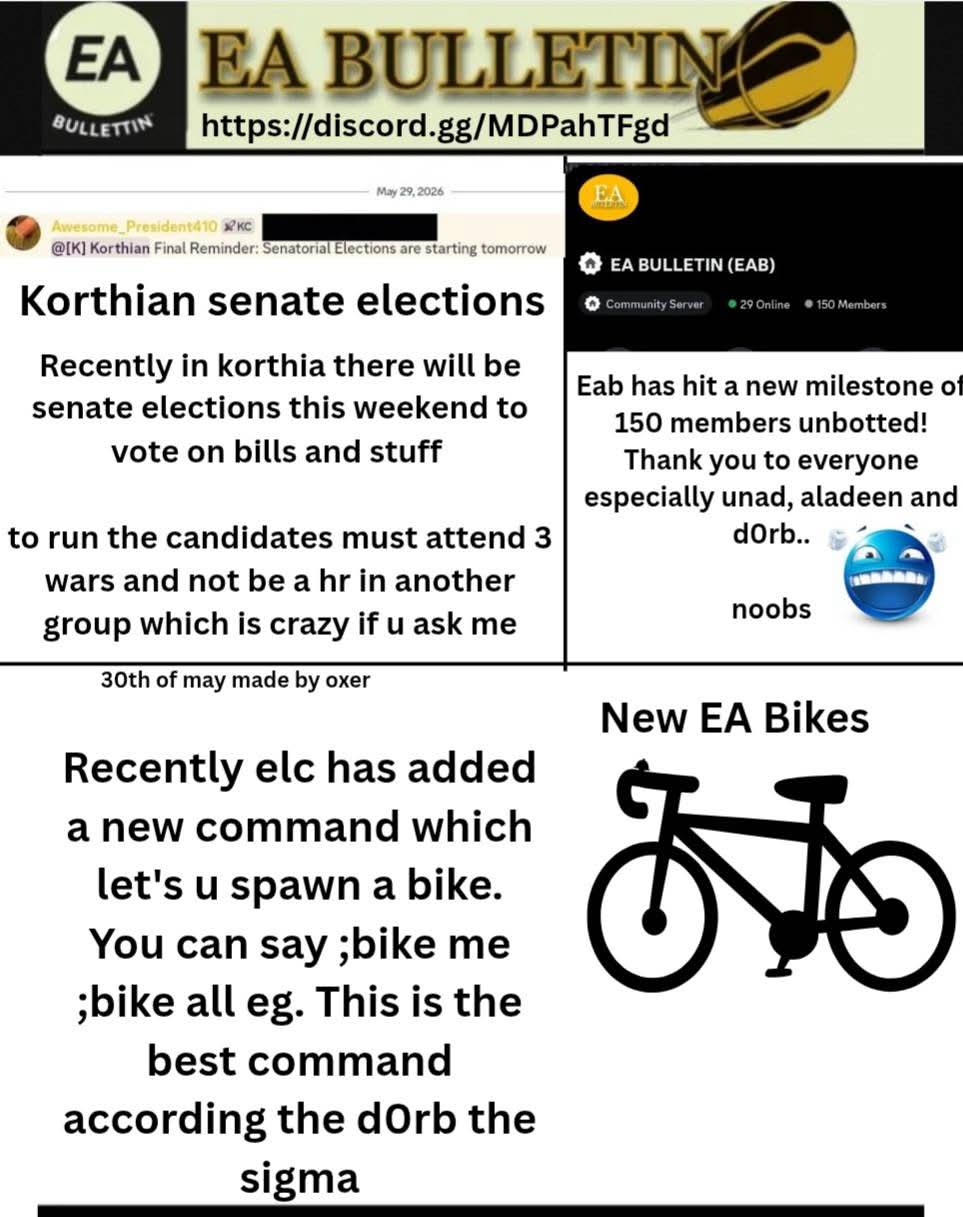 EA
BULLETTIN
EA BULLETIN
https://discord.gg/MDPahTFgd
May 29, 2026
Awesome_President410 KC
@[K] Korthian Final Reminder: Senatorial Elections are starting tomorrow
Korthian senate elections
Recently in korthia there will be
senate elections this weekend to
vote on bills and stuff
to run the candidates must attend 3
wars and not be a hr in another
group which is crazy if u ask me
EA
BULLETIN
EA BULLETIN (EAB)
Community Server 29 Online 150 Members
Eab has hit a new milestone of
150 members unbotted!
Thank you to everyone
especially unad, aladeen and
d0rb..
noobs
30th of may made by oxer
Recently elc has added
a new command which
let's u spawn a bike.
You can say ;bike me
;bike all eg. This is the
best command
according the d0rb the
sigma
New EA Bikes